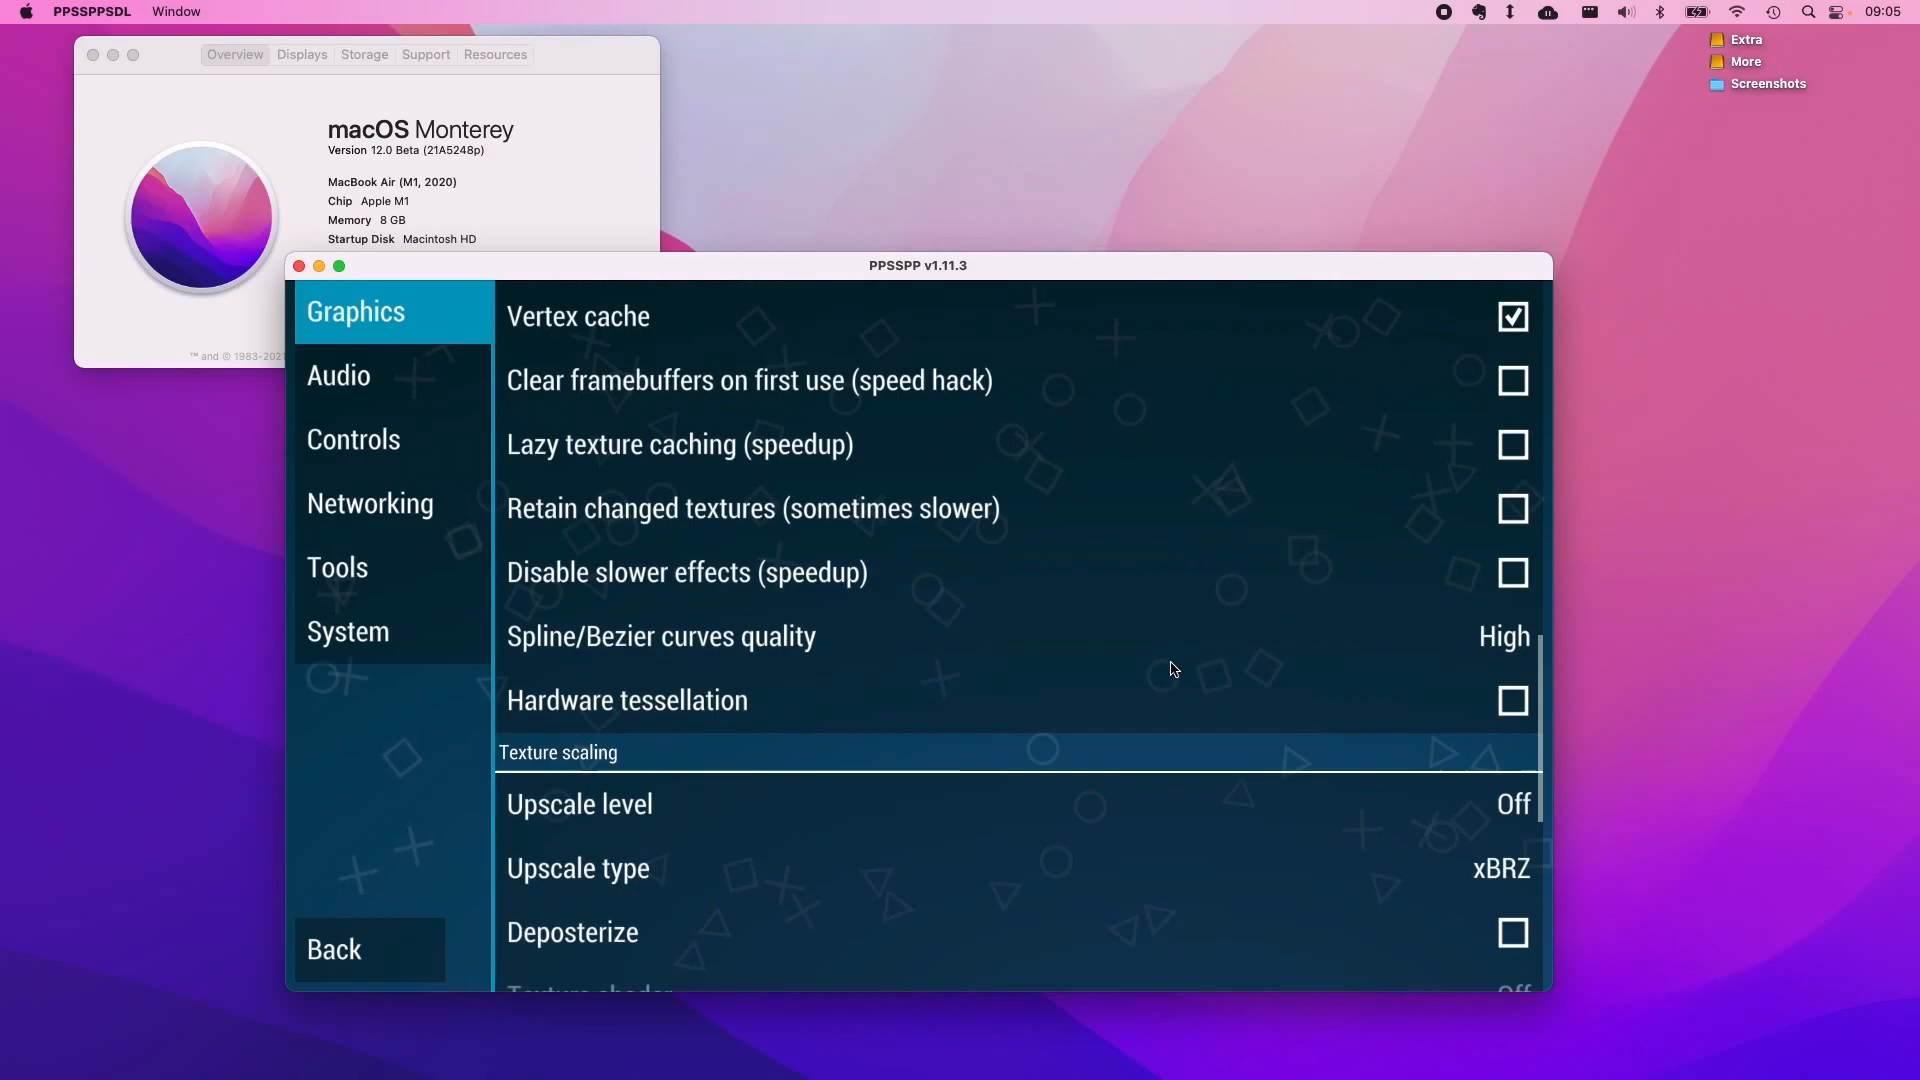 PPSSPPSDL Window 09:05
Extra
More
Screenshots
Overview Displays Storage Support Resources
macOS Monterey
Version 12.0 Beta (21A5248p)
MacBook Air (M1, 2020)
Chip Apple M1
Memory 8 GB
Startup Disk Macintosh HD
™ and © 1983-2021
PPSSPP v1.11.3
Graphics
Audio
Controls
Networking
Tools
System
Back
Vertex cache
Clear framebuffers on first use (speed hack)
Lazy texture caching (speedup)
Retain changed textures (sometimes slower)
Disable slower effects (speedup)
Spline/Bezier curves quality High
Hardware tessellation
Texture scaling
Upscale level Off
Upscale type xBRZ
Deposterize
Texture shader Off